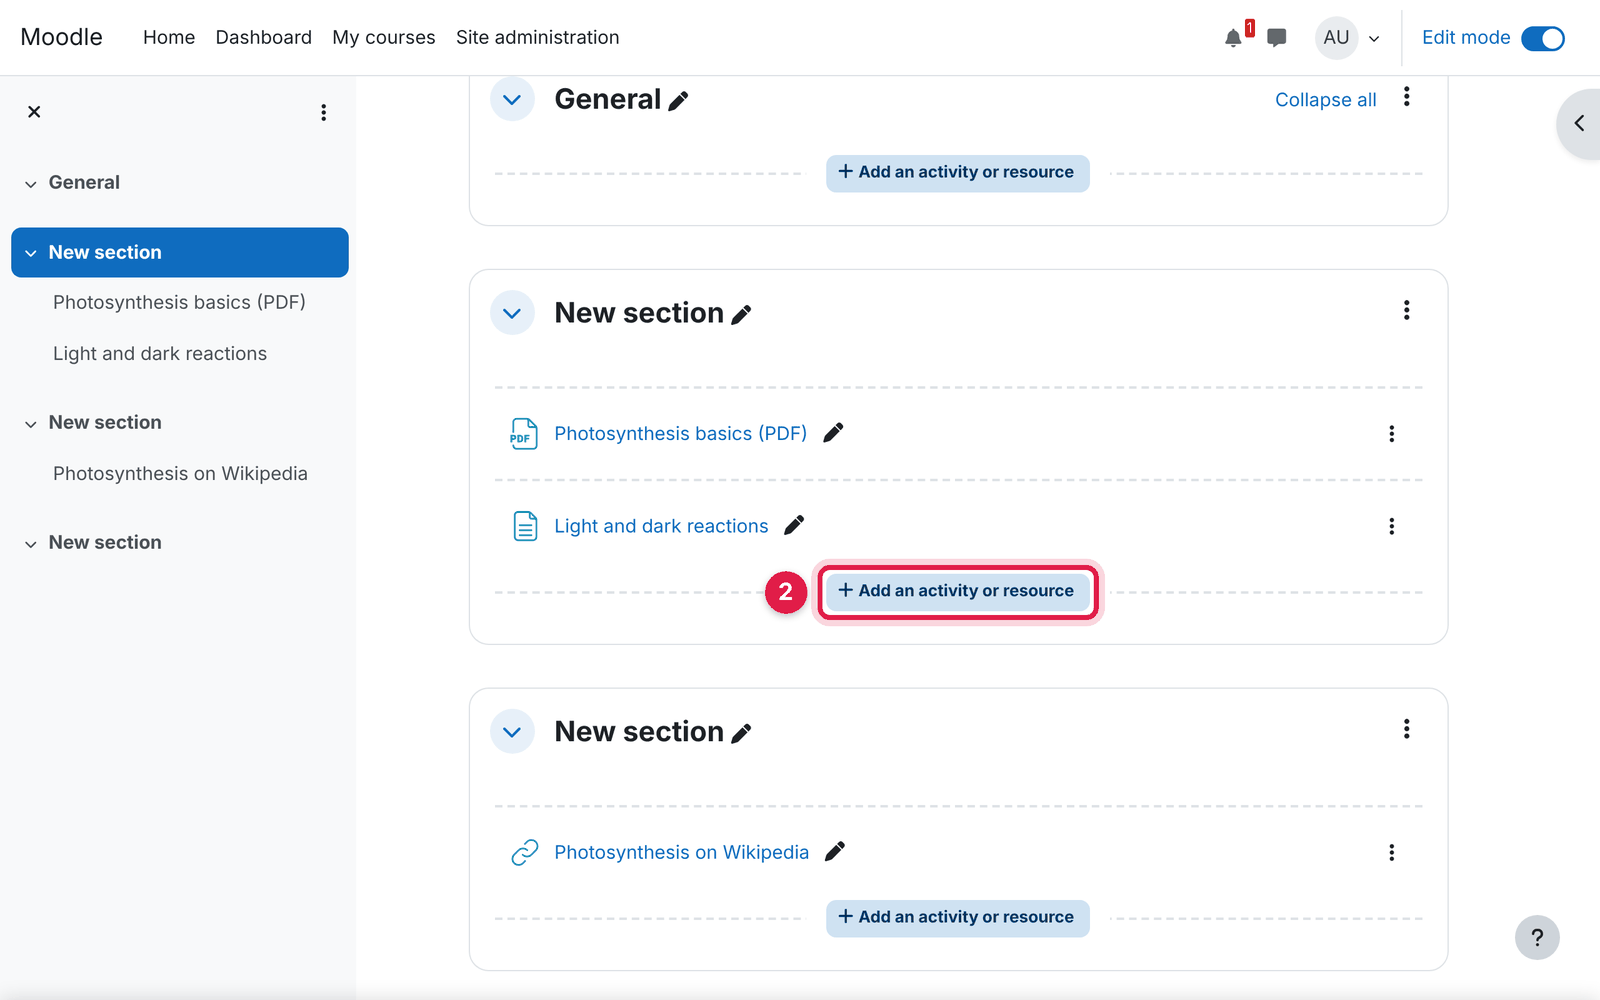 Moodle
Home Dashboard My courses Site administration
1
AU
Edit mode
General
New section
Photosynthesis basics (PDF)
Light and dark reactions
New section
Photosynthesis on Wikipedia
New section
General
Collapse all
+ Add an activity or resource
New section
PDF
Photosynthesis basics (PDF)
Light and dark reactions
2
+ Add an activity or resource
New section
Photosynthesis on Wikipedia
+ Add an activity or resource
?